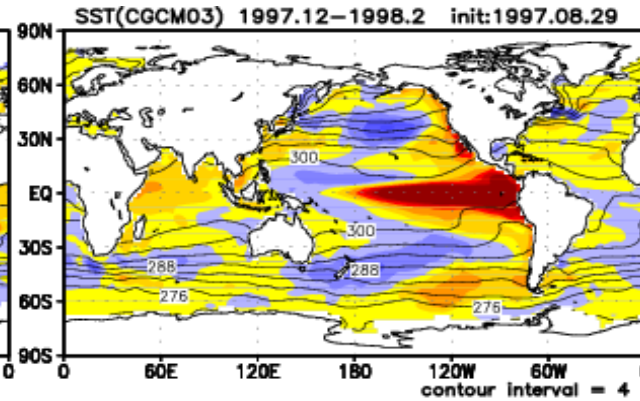 SST(CGCM03) 1997.12-1998.2 init:1997.08.29
90N
60N
30N
300
EQ
300
30S
288
288
276
276
60S
90S
0
0
60E
120E
180
120W
60W
contour interval = 4